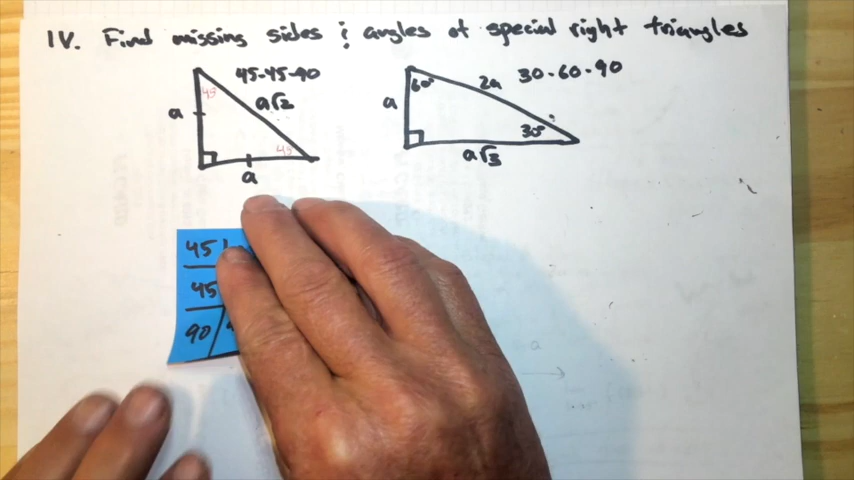 IV. Find missing sides & angles of special right triangles
45-45-90
30-60-90
45
a√2
a
45
a
60°
2a
a
30°
a√3
45
45
90
a